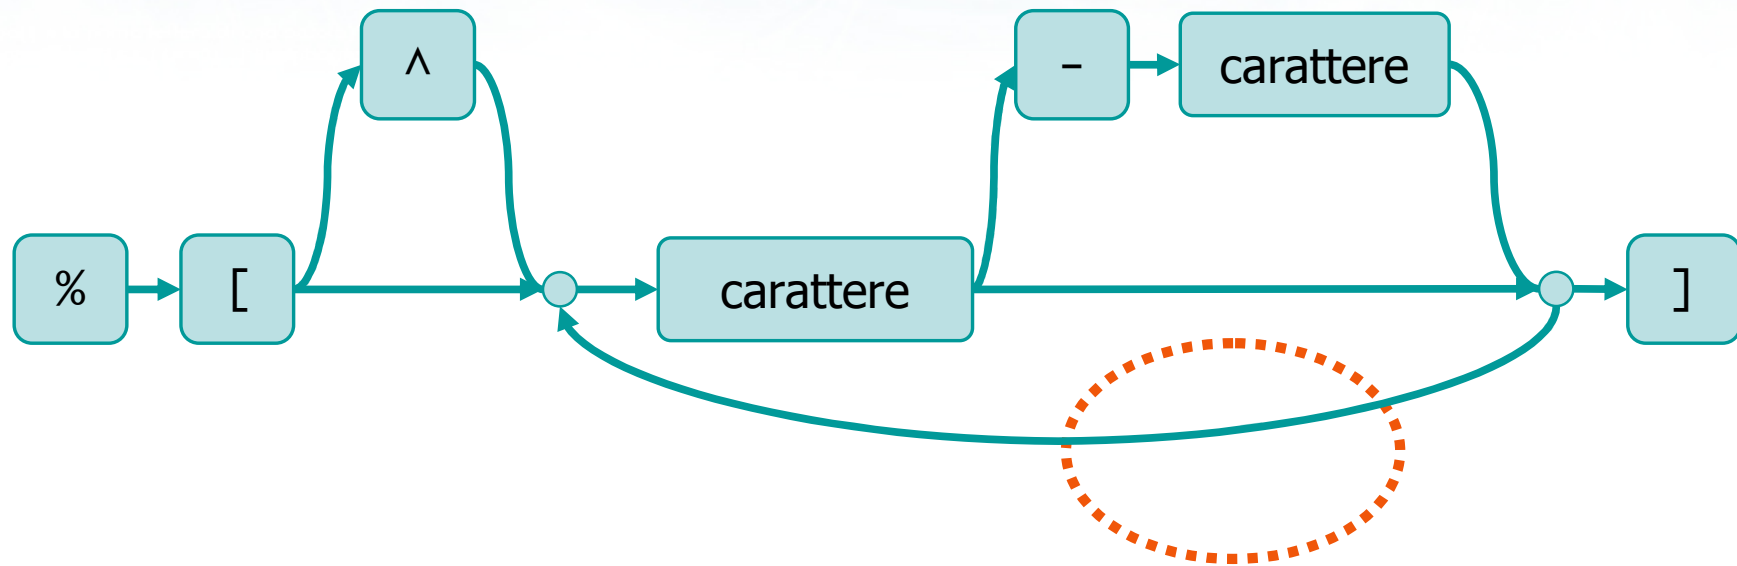 ^
- carattere
% [ carattere ]